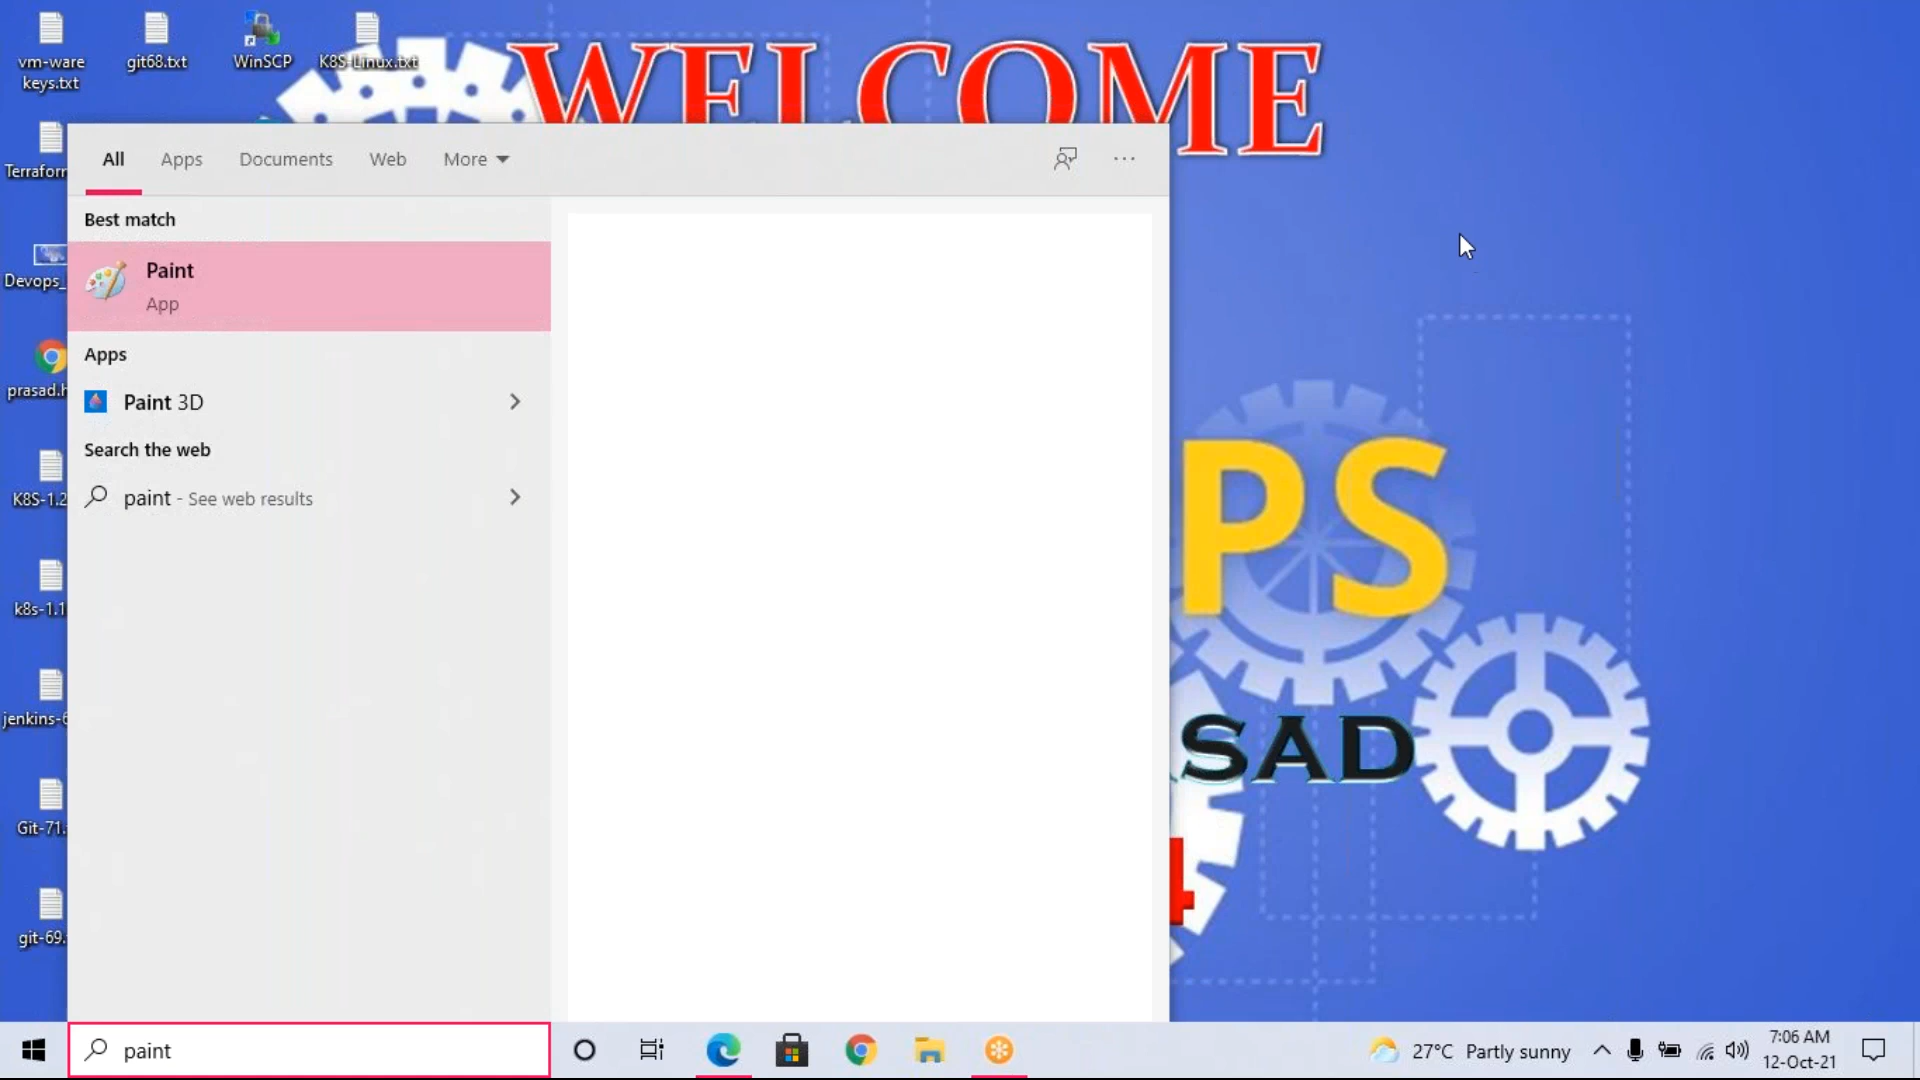 vm-ware
keys.txt
git68.txt
WinSCP
K8S-Linux.txt
WELCOME
Terraform
Devops_
prasad.h
K8S-1.2
k8s-1.1
jenkins-6
Git-71.
git-69.
All
Apps
Documents
Web
More
Best match
Paint
App
Apps
Paint 3D
Search the web
paint - See web results
PS
SAD
4
paint
27°C Partly sunny
7:06 AM
12-Oct-21